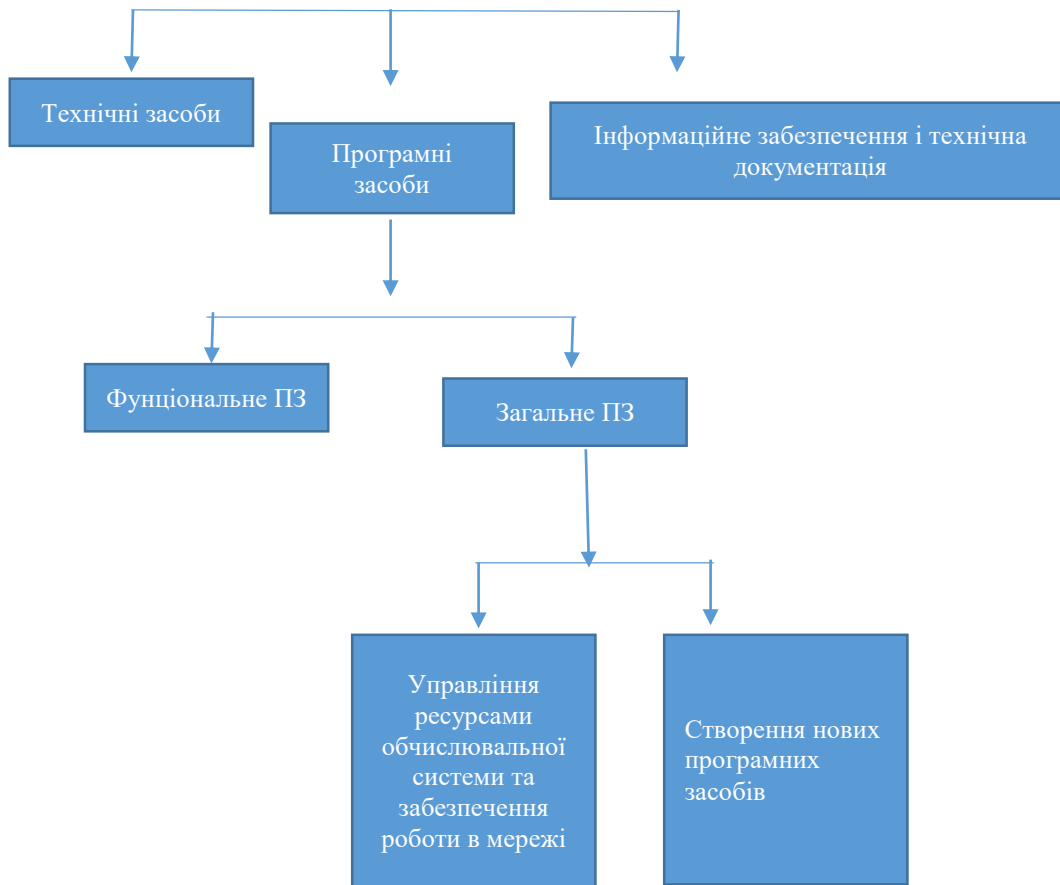 Технічні засоби
Програмні
засоби
Інформаційне забезпечення і технічна
документація
Фунціональне ПЗ
Загальне ПЗ
Управління
ресурсами
обчислювальної
системи та
забезпечення
роботи в мережі
Створення нових
програмних
засобів